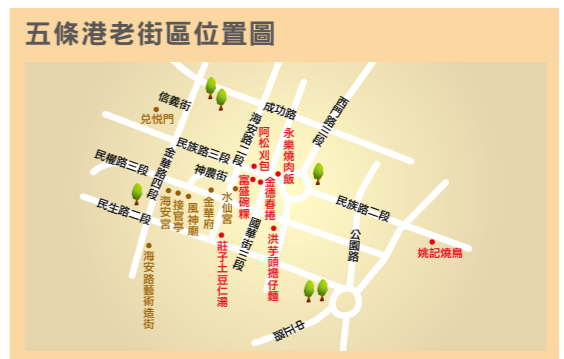 五條港老街區位置圖
信義街
兌悅門
成功路
西門路三段
海安路二段
阿松刈包
永樂燒肉飯
民族路三段
神農街
民權路三段
金華路四段
民生路二段
海安宮
接官亭
風神廟
金華府
水仙宮
富盛碗粿
金德春捲
國華街三段
洪芋頭擔仔麵
莊子土豆仁湯
民族路二段
公園路
姚記燒鳥
海安路藝術造街
中正路